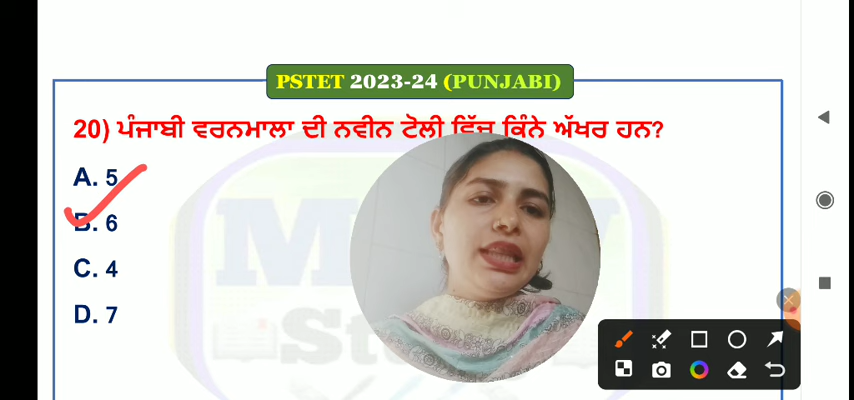 PSTET 2023-24 (PUNJABI)
20) ਪੰਜਾਬੀ ਵਰਨਮਾਲਾ ਦੀ ਨਵੀਨ ਟੋਲੀ ਵਿੱਚ ਕਿੰਨੇ ਅੱਖਰ ਹਨ?
A. 5
B. 6
C. 4
D. 7